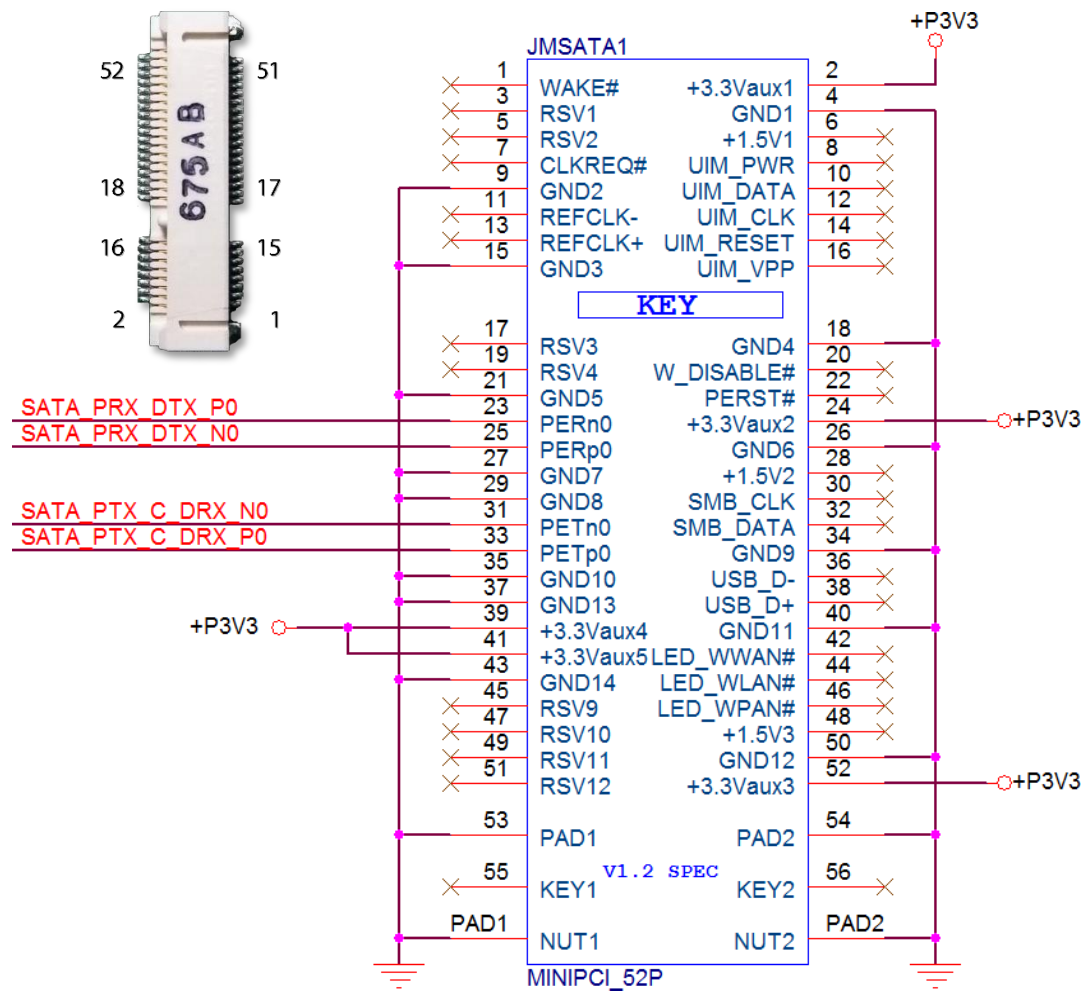 +P3V3
JMSATA1
52 51
675AB
18 17
16 15
2 1
1 WAKE# +3.3Vaux1 2
3 RSV1 GND1 4
5 RSV2 +1.5V1 6
7 CLKREQ# UIM_PWR 8
9 GND2 UIM_DATA 10
11 REFCLK- UIM_CLK 12
13 REFCLK+ UIM_RESET 14
15 GND3 UIM_VPP 16
KEY
17 RSV3 GND4 18
19 RSV4 W_DISABLE# 20
21 GND5 PERST# 22
SATA_PRX_DTX_P0 23 PERn0 +3.3Vaux2 24 +P3V3
SATA_PRX_DTX_N0 25 PERp0 GND6 26
27 GND7 +1.5V2 28
29 GND8 SMB_CLK 30
SATA_PTX_C_DRX_N0 31 PETn0 SMB_DATA 32
SATA_PTX_C_DRX_P0 33 PETp0 GND9 34
35 GND10 USB_D- 36
37 GND13 USB_D+ 38
+P3V3 39 +3.3Vaux4 GND11 40
41 +3.3Vaux5 LED_WWAN# 42
43 GND14 LED_WLAN# 44
45 RSV9 LED_WPAN# 46
47 RSV10 +1.5V3 48
49 RSV11 GND12 50
51 RSV12 +3.3Vaux3 52 +P3V3
53 PAD1 PAD2 54
V1.2 SPEC
55 KEY1 KEY2 56
PAD1 NUT1 NUT2 PAD2
MINIPCI_52P